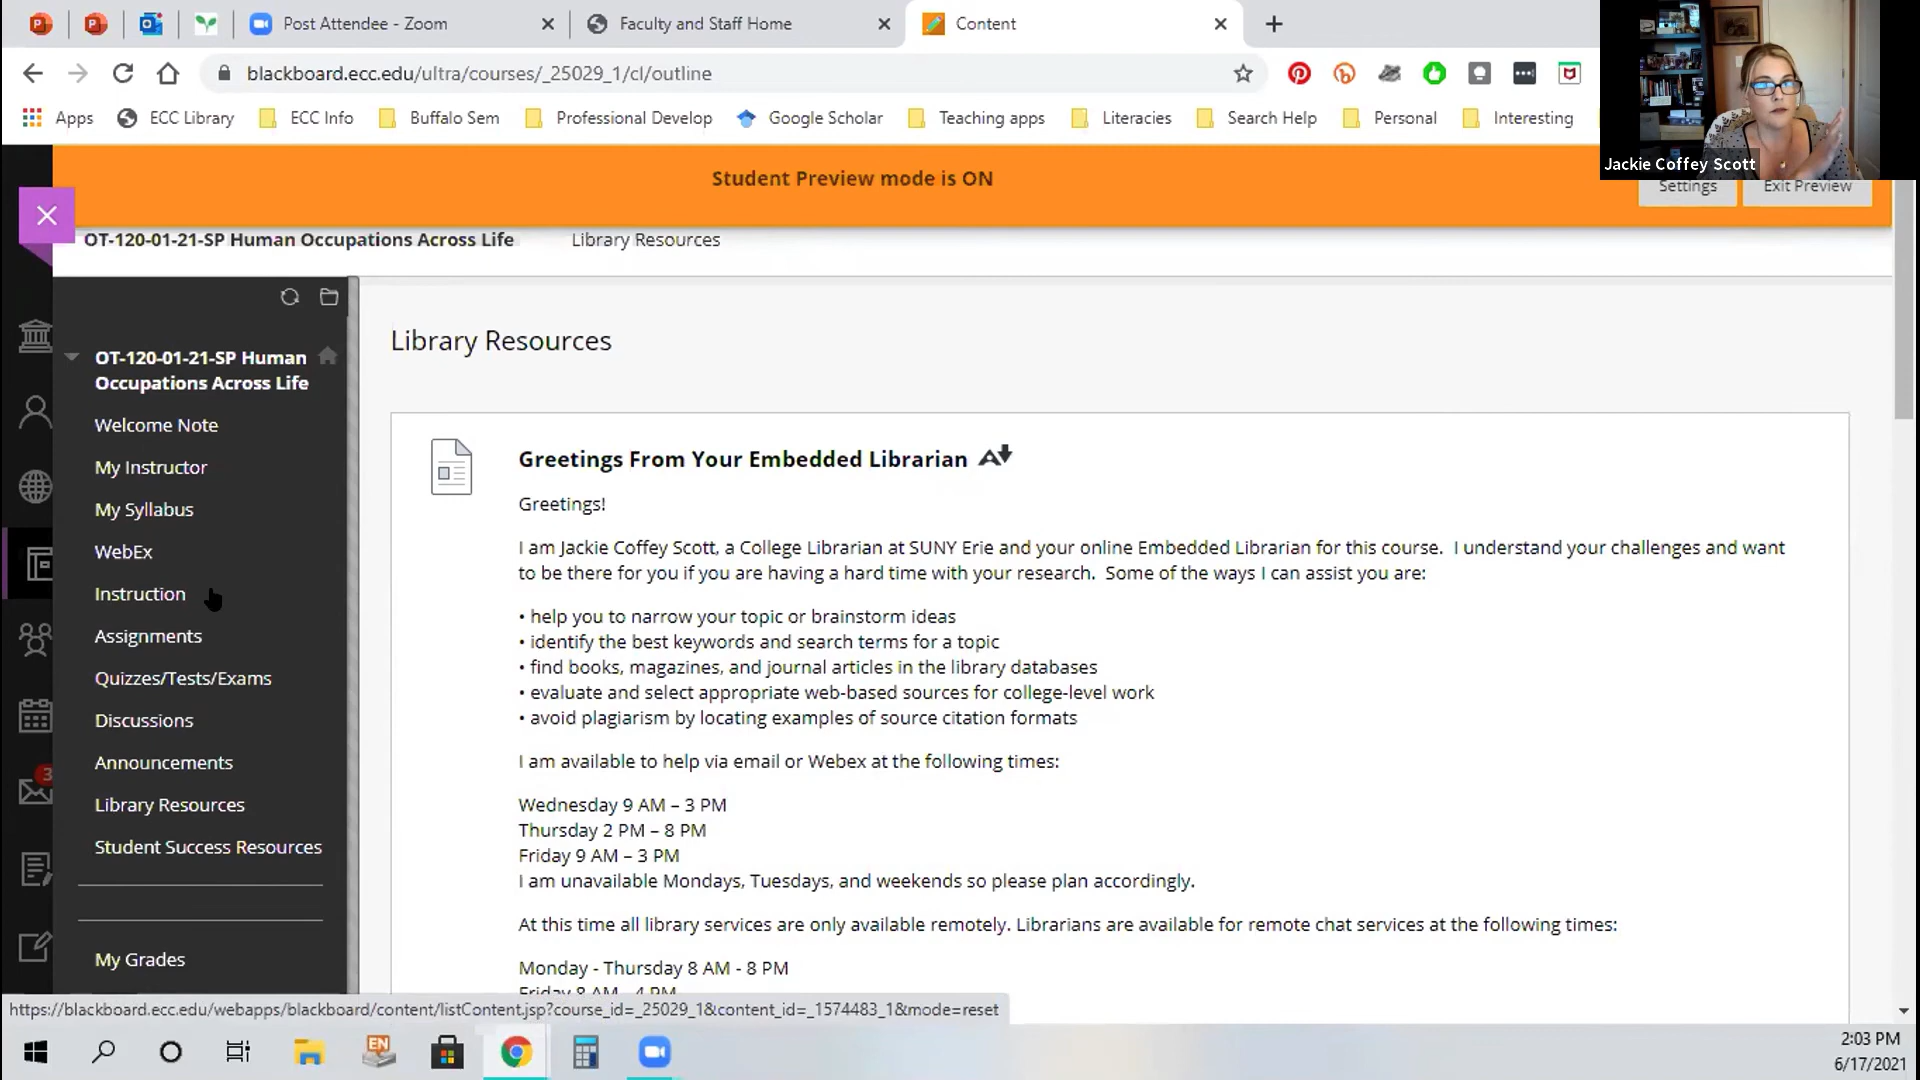 Post Attendee - Zoom
Faculty and Staff Home
Content
blackboard.ecc.edu/ultra/courses/_25029_1/cl/outline
Apps
ECC Library
ECC Info
Buffalo Sem
Professional Develop
Google Scholar
Teaching apps
Literacies
Search Help
Personal
Interesting
Jackie Coffey Scott
Student Preview mode is ON
Settings
Exit Preview
OT-120-01-21-SP Human Occupations Across Life
Library Resources
OT-120-01-21-SP Human
Occupations Across Life
Welcome Note
My Instructor
My Syllabus
WebEx
Instruction
Assignments
Quizzes/Tests/Exams
Discussions
Announcements
Library Resources
Student Success Resources
My Grades
3
Library Resources
Greetings From Your Embedded Librarian
Greetings!
I am Jackie Coffey Scott, a College Librarian at SUNY Erie and your online Embedded Librarian for this course. I understand your challenges and want
to be there for you if you are having a hard time with your research. Some of the ways I can assist you are:
• help you to narrow your topic or brainstorm ideas
• identify the best keywords and search terms for a topic
• find books, magazines, and journal articles in the library databases
• evaluate and select appropriate web-based sources for college-level work
• avoid plagiarism by locating examples of source citation formats
I am available to help via email or Webex at the following times:
Wednesday 9 AM – 3 PM
Thursday 2 PM – 8 PM
Friday 9 AM – 3 PM
I am unavailable Mondays, Tuesdays, and weekends so please plan accordingly.
At this time all library services are only available remotely. Librarians are available for remote chat services at the following times:
Monday - Thursday 8 AM - 8 PM
Friday 8 AM - 4 PM
https://blackboard.ecc.edu/webapps/blackboard/content/listContent.jsp?course_id=_25029_1&content_id=_1574483_1&mode=reset
EN
2:03 PM
6/17/2021